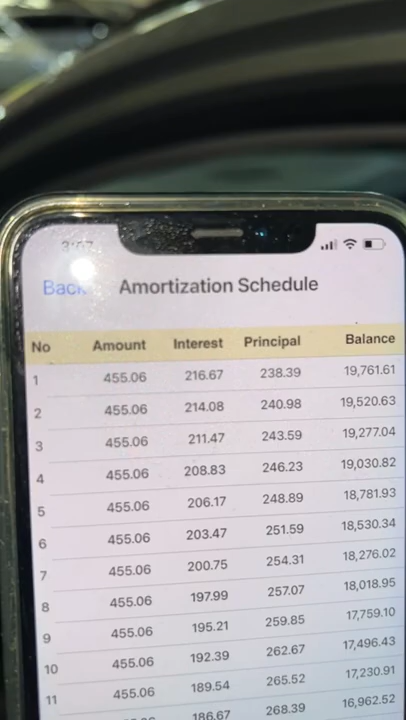 Back Amortization Schedule
No Amount Interest Principal Balance
1 455.06 216.67 238.39 19,761.61
2 455.06 214.08 240.98 19,520.63
3 455.06 211.47 243.59 19,277.04
4 455.06 208.83 246.23 19,030.82
5 455.06 206.17 248.89 18,781.93
6 455.06 203.47 251.59 18,530.34
7 455.06 200.75 254.31 18,276.02
8 455.06 197.99 257.07 18,018.95
9 455.06 195.21 259.85 17,759.10
10 455.06 192.39 262.67 17,496.43
11 455.06 189.54 265.52 17,230.91
186.67 268.39 16,962.52